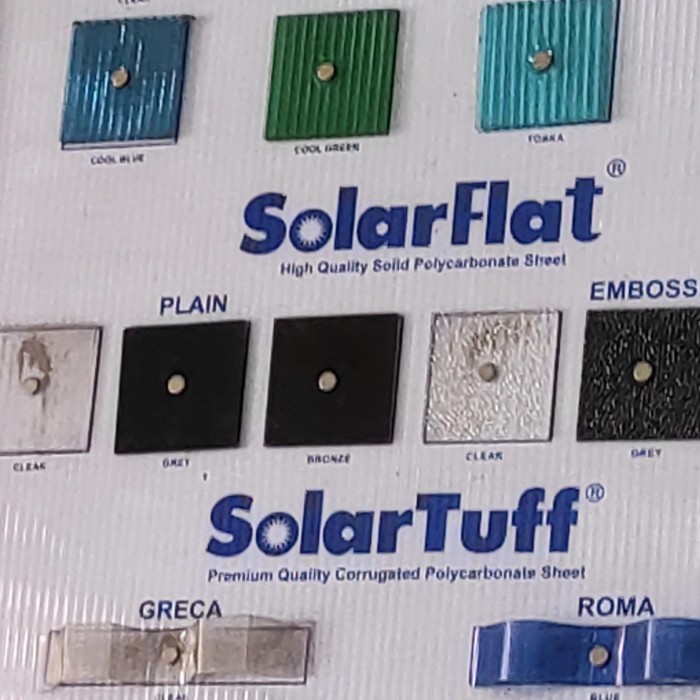 COOL BLUE
COOL GREEN
SolarFlat®
High Quality Solid Polycarbonate Sheet
PLAIN
EMBOSS
CLEAR
GREY
BRONZE
CLEAR
GREY
SolarTuff®
Premium Quality Corrugated Polycarbonate Sheet
GRECA
ROMA
CLEAR
BLUE